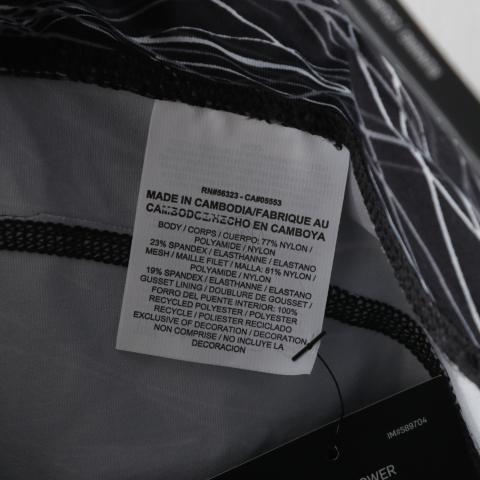 RN#56323 - CA#05553
MADE IN CAMBODIA/FABRIQUE AU
CAMBODGE/HECHO EN CAMBOYA
BODY / CORPS / CUERPO: 77% NYLON /
POLYAMIDE / NYLON
23% SPANDEX / ELASTHANNE / ELASTANO
MESH / MAILLE FILET / MALLA: 81% NYLON /
POLYAMIDE / NYLON
19% SPANDEX / ELASTHANNE / ELASTANO
GUSSET LINING / DOUBLURE DE GOUSSET /
FORRO DEL PUENTE INTERIOR: 100%
RECYCLED POLYESTER / POLYESTER
RECYCLE / POLIESTER RECICLADO
EXCLUSIVE OF DECORATION / DECORATION
NON COMPRISE / NO INCLUYE LA
DECORACION
IM#589704
OWER